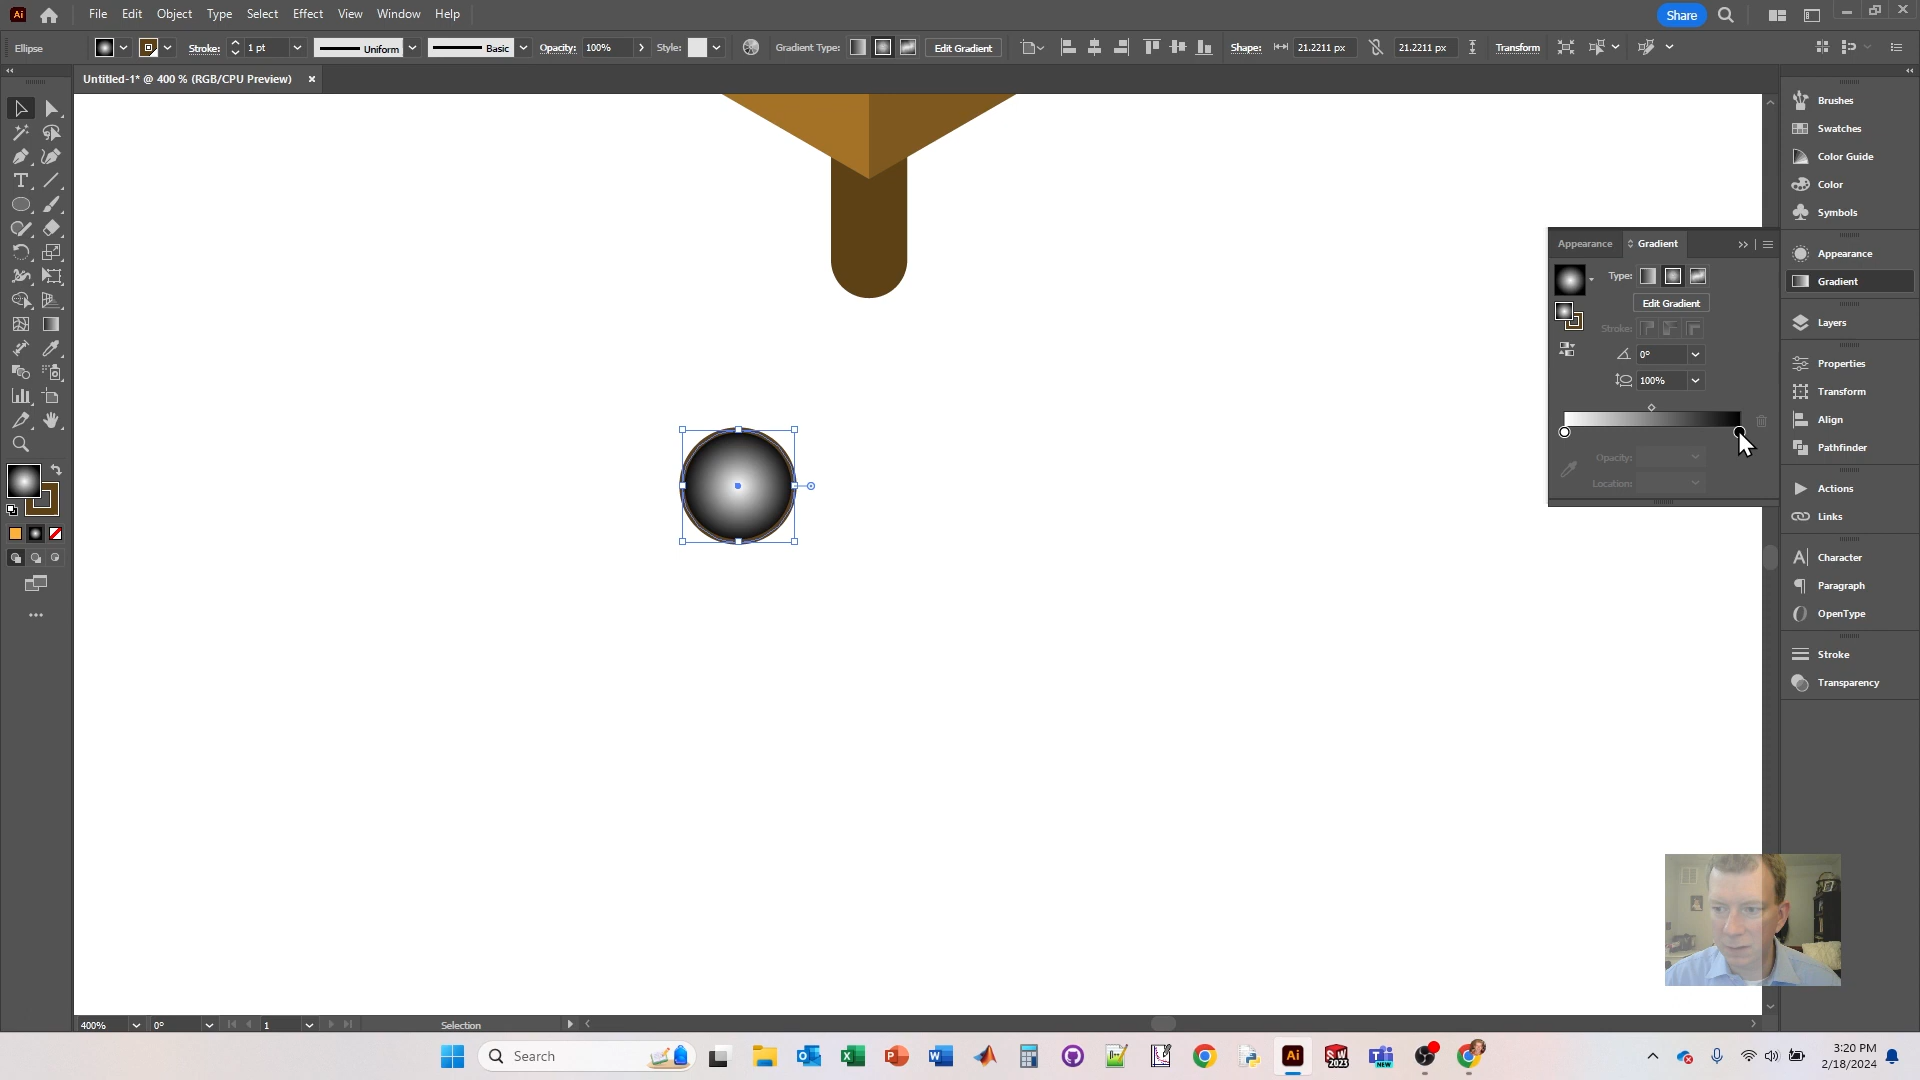 Ai File Edit Object Type Select Effect View Window Help Share
Ellipse Stroke: 1 pt Uniform Basic Opacity: 100% Style: Gradient Type: Edit Gradient Shape: 21.2211 px 21.2211 px Transform
Untitled-1* @ 400 % (RGB/CPU Preview) ×
Brushes
Swatches
Color Guide
Color
Symbols
Appearance
Gradient
Layers
Properties
Transform
Align
Pathfinder
Actions
Links
Character
Paragraph
OpenType
Stroke
Transparency
Appearance Gradient
Type:
Edit Gradient
Stroke:
0°
100%
Opacity:
Location:
400% 0° 1 Selection
Search
Ai
3:20 PM
2/18/2024